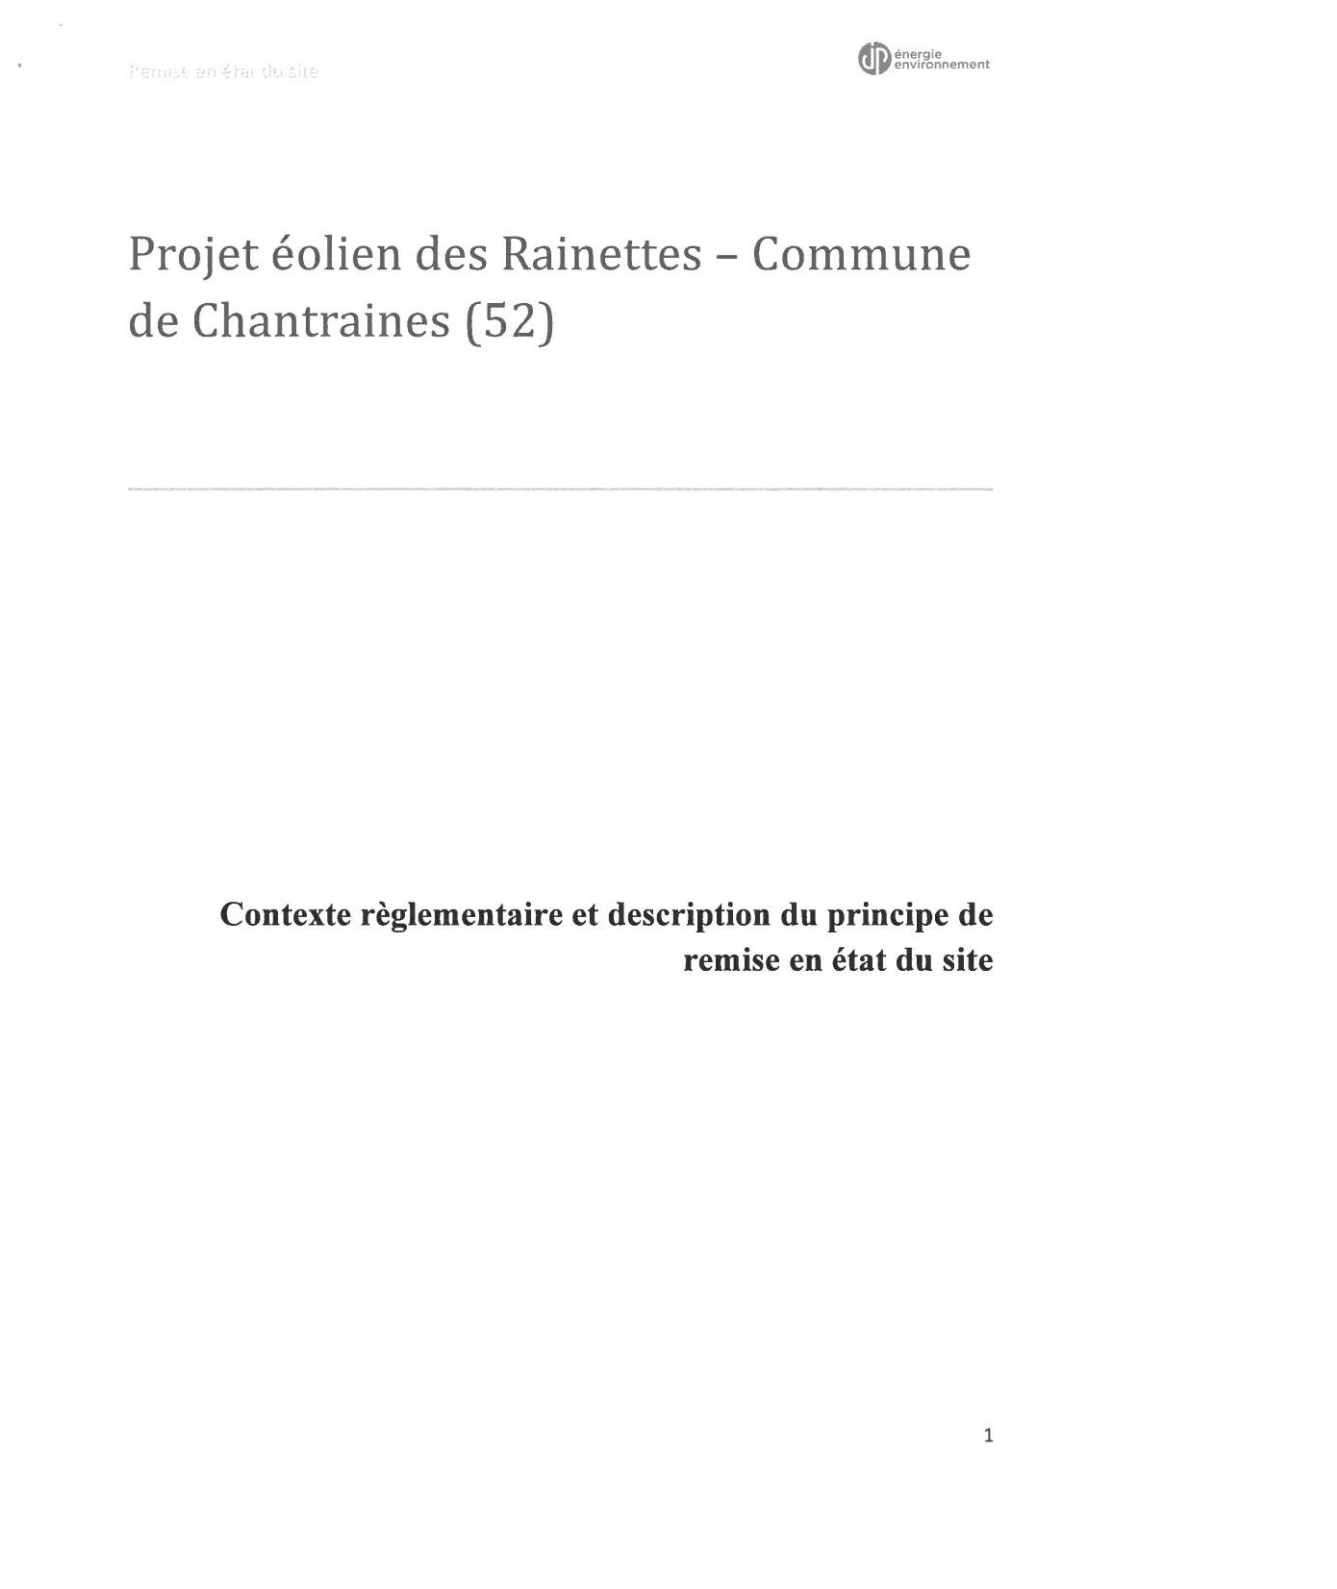 Remise en état du site
jp énergie
environnement
Projet éolien des Rainettes – Commune
de Chantraines (52)
Contexte règlementaire et description du principe de
remise en état du site
1